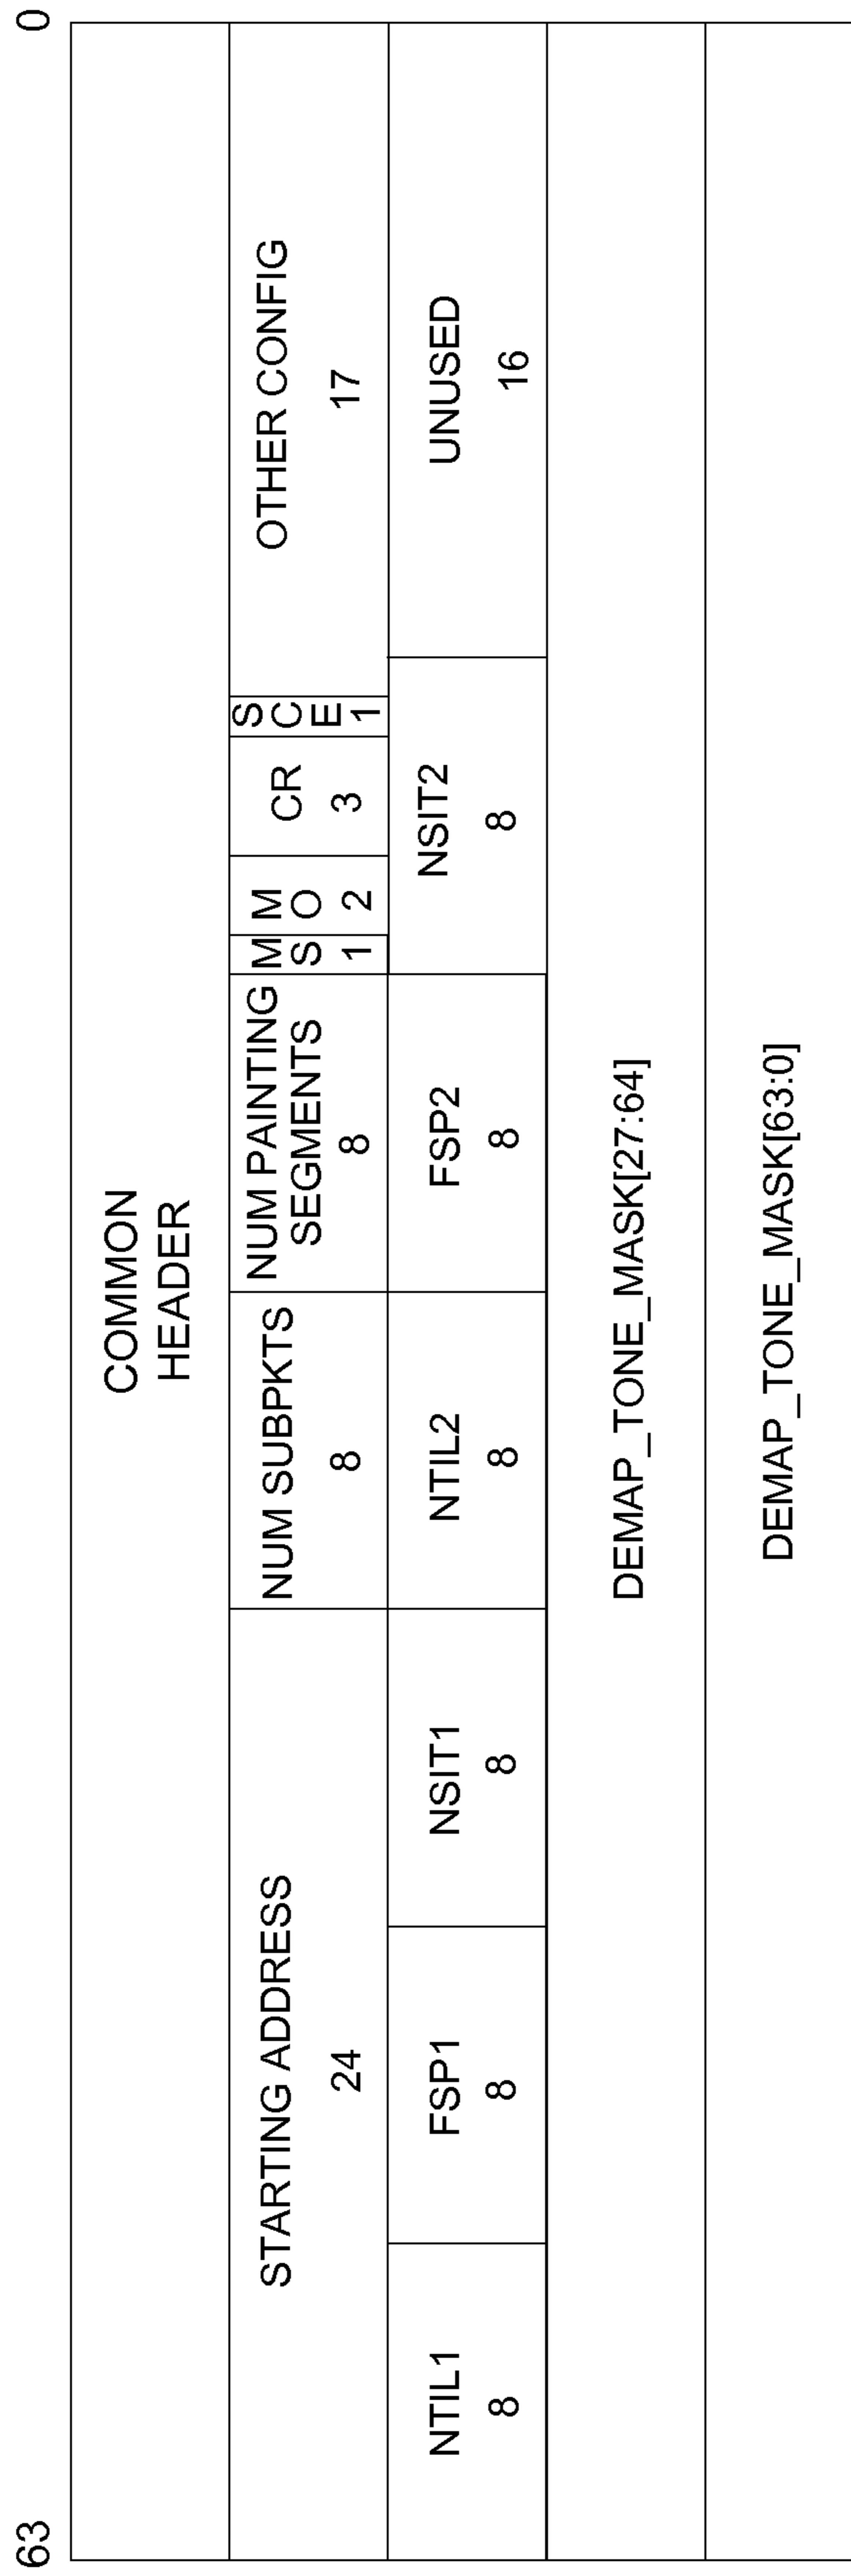 63
0
COMMON
HEADER
STARTING ADDRESS
24
NUM SUBPKTS
8
NUM PAINTING
SEGMENTS
8
M
S
1
M
O
2
CR
3
S
C
E
1
OTHER CONFIG
17
NTIL1
8
FSP1
8
NSIT1
8
NTIL2
8
FSP2
8
NSIT2
8
UNUSED
16
DEMAP_TONE_MASK[27:64]
DEMAP_TONE_MASK[63:0]